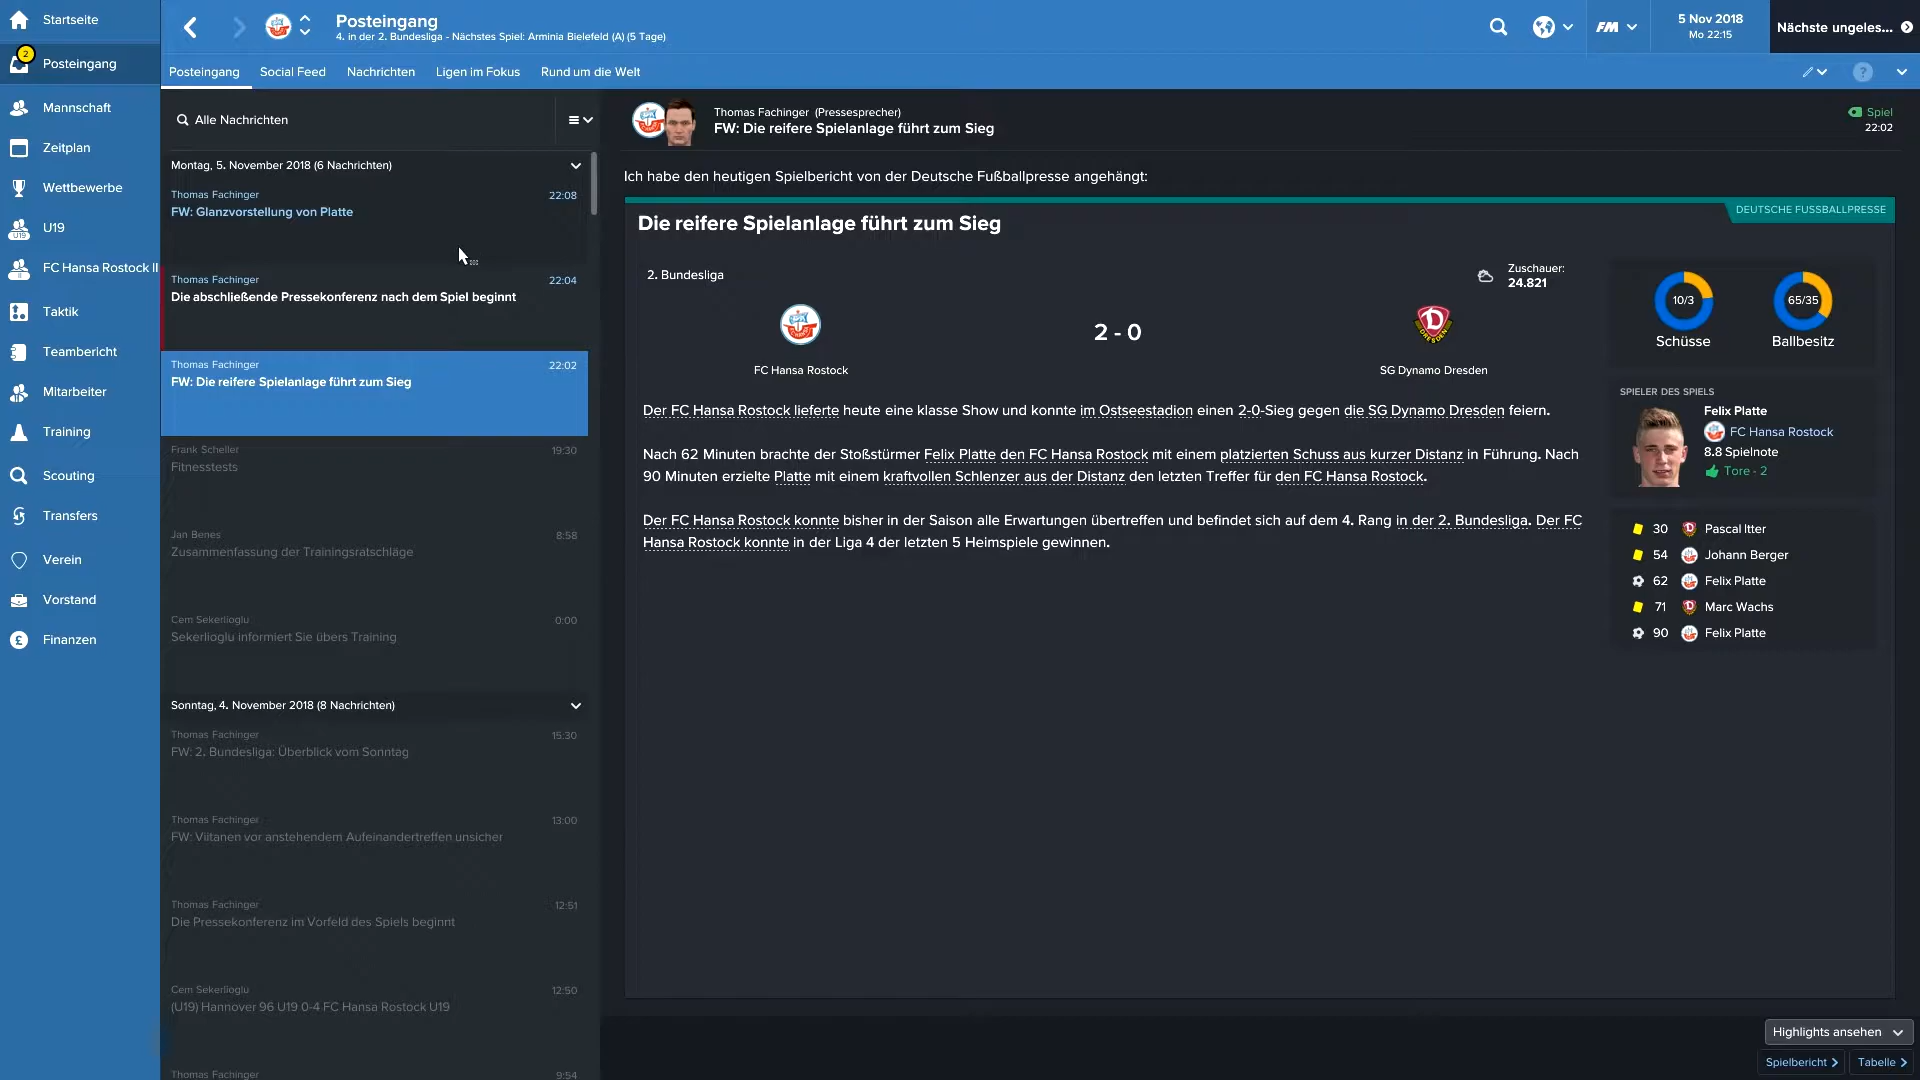 Startseite
2
Posteingang
Mannschaft
Zeitplan
Wettbewerbe
U19
U19
FC Hansa Rostock II
Taktik
Teambericht
Mitarbeiter
Training
Scouting
Transfers
Verein
Vorstand
Finanzen
Posteingang
4. in der 2. Bundesliga - Nächstes Spiel: Arminia Bielefeld (A) (5 Tage)
FM
5 Nov 2018
Mo 22:15
Nächste ungeles...
Posteingang
Social Feed
Nachrichten
Ligen im Fokus
Rund um die Welt
?
Alle Nachrichten
Montag, 5. November 2018 (6 Nachrichten)
Thomas Fachinger 22:08
FW: Glanzvorstellung von Platte
Thomas Fachinger 22:04
Die abschließende Pressekonferenz nach dem Spiel beginnt
Thomas Fachinger 22:02
FW: Die reifere Spielanlage führt zum Sieg
Frank Scheller 19:30
Fitnesstests
Jan Benes 8:58
Zusammenfassung der Trainingsratschläge
Cem Sekerlioglu 0:00
Sekerlioglu informiert Sie übers Training
Sonntag, 4. November 2018 (8 Nachrichten)
Thomas Fachinger 15:30
FW: 2. Bundesliga: Überblick vom Sonntag
Thomas Fachinger 13:00
FW: Viitanen vor anstehendem Aufeinandertreffen unsicher
Thomas Fachinger 12:51
Die Pressekonferenz im Vorfeld des Spiels beginnt
Cem Sekerlioglu 12:50
(U19) Hannover 96 U19 0-4 FC Hansa Rostock U19
Thomas Fachinger 9:54
Thomas Fachinger (Pressesprecher)
FW: Die reifere Spielanlage führt zum Sieg
Spiel
22:02
Ich habe den heutigen Spielbericht von der Deutsche Fußballpresse angehängt:
DEUTSCHE FUSSBALLPRESSE
Die reifere Spielanlage führt zum Sieg
2. Bundesliga
Zuschauer:
24.821
2 - 0
FC Hansa Rostock
SG Dynamo Dresden
Der FC Hansa Rostock lieferte heute eine klasse Show und konnte im Ostseestadion einen 2-0-Sieg gegen die SG Dynamo Dresden feiern.
Nach 62 Minuten brachte der Stoßstürmer Felix Platte den FC Hansa Rostock mit einem platzierten Schuss aus kurzer Distanz in Führung. Nach
90 Minuten erzielte Platte mit einem kraftvollen Schlenzer aus der Distanz den letzten Treffer für den FC Hansa Rostock.
Der FC Hansa Rostock konnte bisher in der Saison alle Erwartungen übertreffen und befindet sich auf dem 4. Rang in der 2. Bundesliga. Der FC
Hansa Rostock konnte in der Liga 4 der letzten 5 Heimspiele gewinnen.
10/3
Schüsse
65/35
Ballbesitz
SPIELER DES SPIELS
Felix Platte
FC Hansa Rostock
8.8 Spielnote
Tore - 2
30 Pascal Itter
54 Johann Berger
62 Felix Platte
71 Marc Wachs
90 Felix Platte
Highlights ansehen
Spielbericht
Tabelle